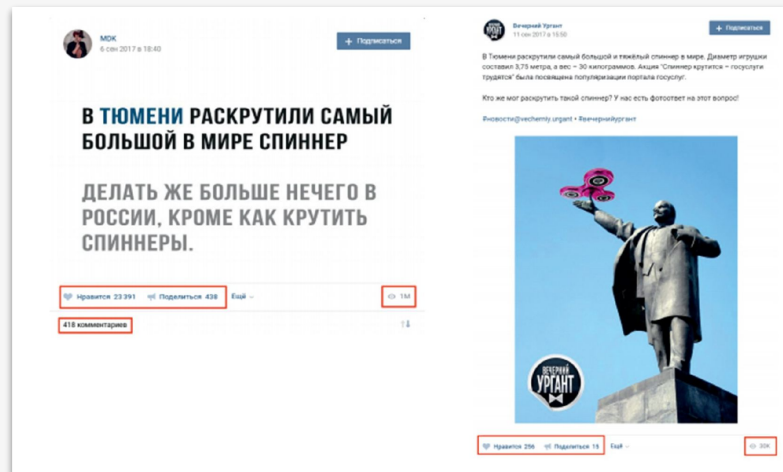 MDK
6 сен 2017 в 18:40
+ Подписаться
В ТЮМЕНИ РАСКРУТИЛИ САМЫЙ
БОЛЬШОЙ В МИРЕ СПИННЕР
ДЕЛАТЬ ЖЕ БОЛЬШЕ НЕЧЕГО В
РОССИИ, КРОМЕ КАК КРУТИТЬ
СПИННЕРЫ.
Нравится 23 391 Поделиться 438 Ещё
1M
418 комментариев
Вечерний Ургант
11 сен 2017 в 15:50
+ Подписаться
В Тюмени раскрутили самый большой и тяжёлый спиннер в мире. Диаметр игрушки
составил 3,75 метра, а вес – 30 килограммов. Акция "Спиннер крутится – госуслуги
трудятся" была посвящена популяризации портала госуслуг.
Кто же мог раскрутить такой спиннер? У нас есть фотоответ на этот вопрос!
#новости@vecherniy.urgant • #вечернийургант
ВЕЧЕРНИЙ
УРГАНТ
Нравится 256 Поделиться 15 Ещё
30K